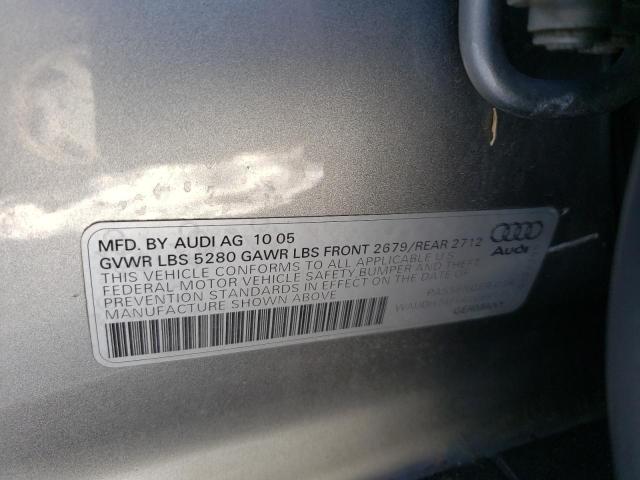 MFD. BY AUDI AG 10 05
GVWR LBS 5280 GAWR LBS FRONT 2679/REAR 2712
THIS VEHICLE CONFORMS TO ALL APPLICABLE U.S.
FEDERAL MOTOR VEHICLE SAFETY, BUMPER AND THEFT
PREVENTION STANDARDS IN EFFECT ON THE DATE OF
MANUFACTURE SHOWN ABOVE
Audi
PASSENGER CAR
GERMANY